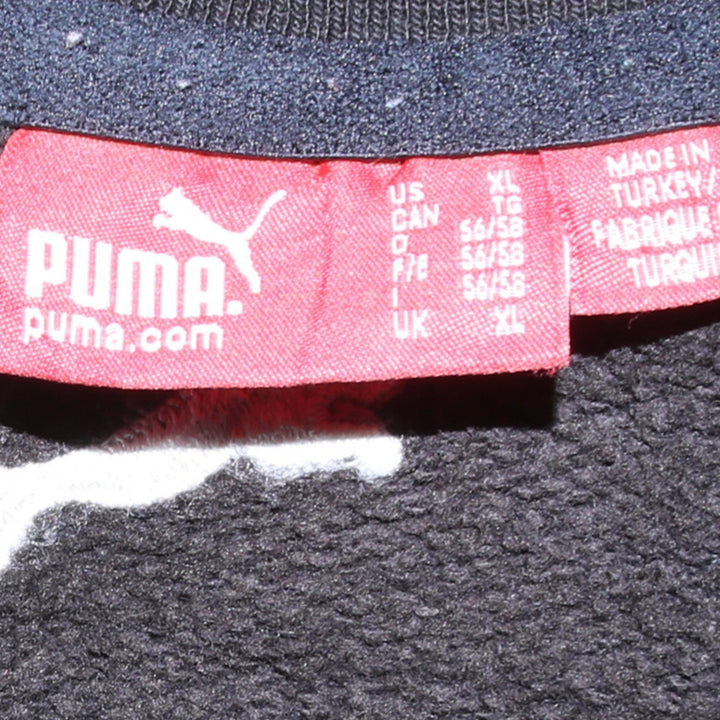 PUMA.
puma.com
US XL
CAN TG
D 56/58
F/E 56/58
I 56/58
UK XL
MADE IN
TURKEY/
FABRIQUE
TURQUI